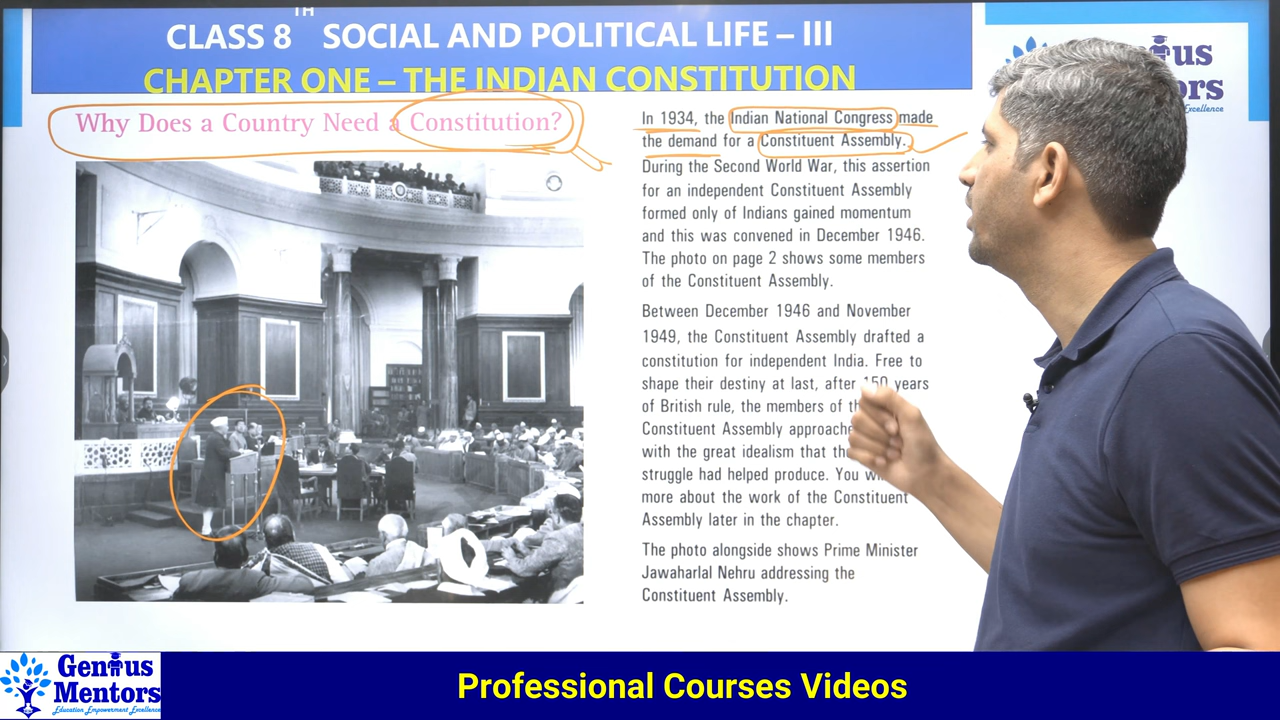 TH
CLASS 8 SOCIAL AND POLITICAL LIFE – III
CHAPTER ONE – THE INDIAN CONSTITUTION
Why Does a Country Need a Constitution?
In 1934, the Indian National Congress made
the demand for a Constituent Assembly.
During the Second World War, this assertion
for an independent Constituent Assembly
formed only of Indians gained momentum
and this was convened in December 1946.
The photo on page 2 shows some members
of the Constituent Assembly.
Between December 1946 and November
1949, the Constituent Assembly drafted a
constitution for independent India. Free to
shape their destiny at last, after 150 years
of British rule, the members of
Constituent Assembly
with the great idealism that
struggle had helped produce. You
more about the work of the Constituent
Assembly later in the chapter.
The photo alongside shows Prime Minister
Jawaharlal Nehru addressing the
Constituent Assembly.
Excellence
Genius
Mentors
Education Empowerment Excellence
Professional Courses Videos